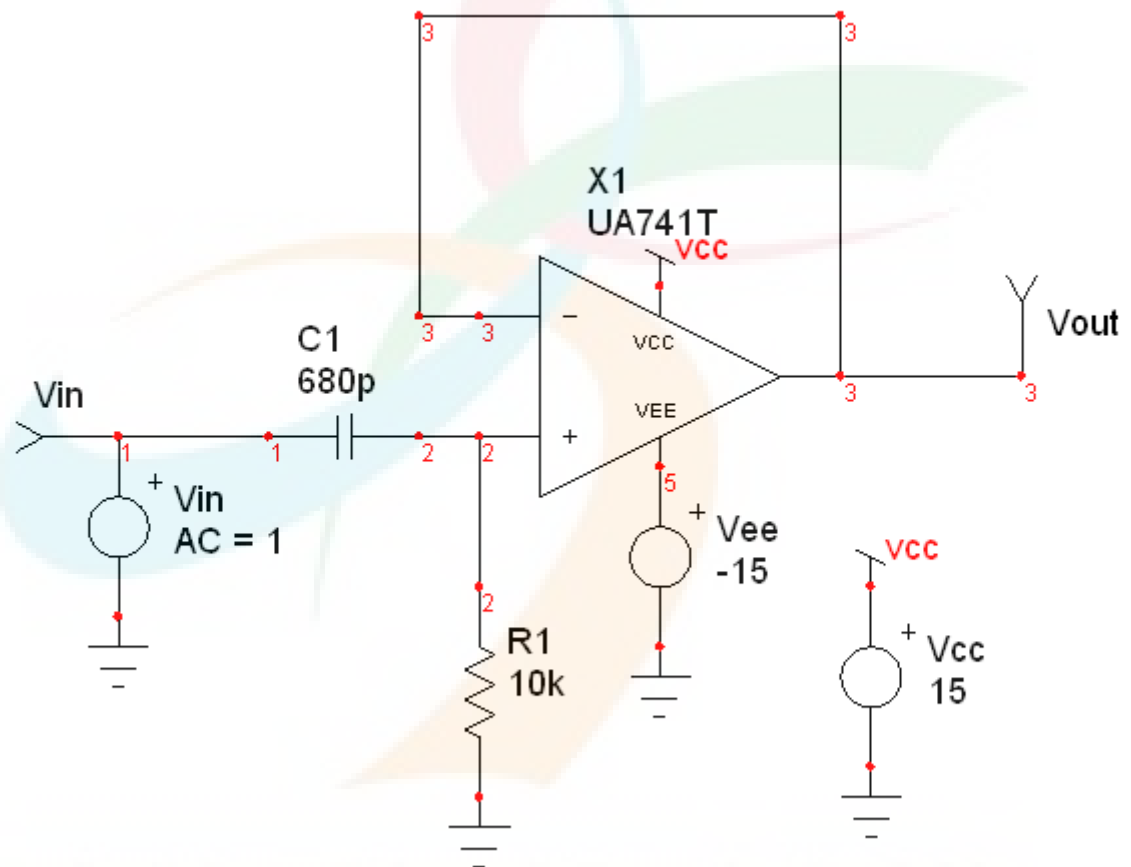 3
3
X1
UA741T
VCC
3
3
−
VCC
Vout
C1
680p
3
3
VEE
Vin
1
1
2
2
+
5
+
Vin
AC = 1
+
Vee
-15
VCC
2
R1
10k
+
Vcc
15